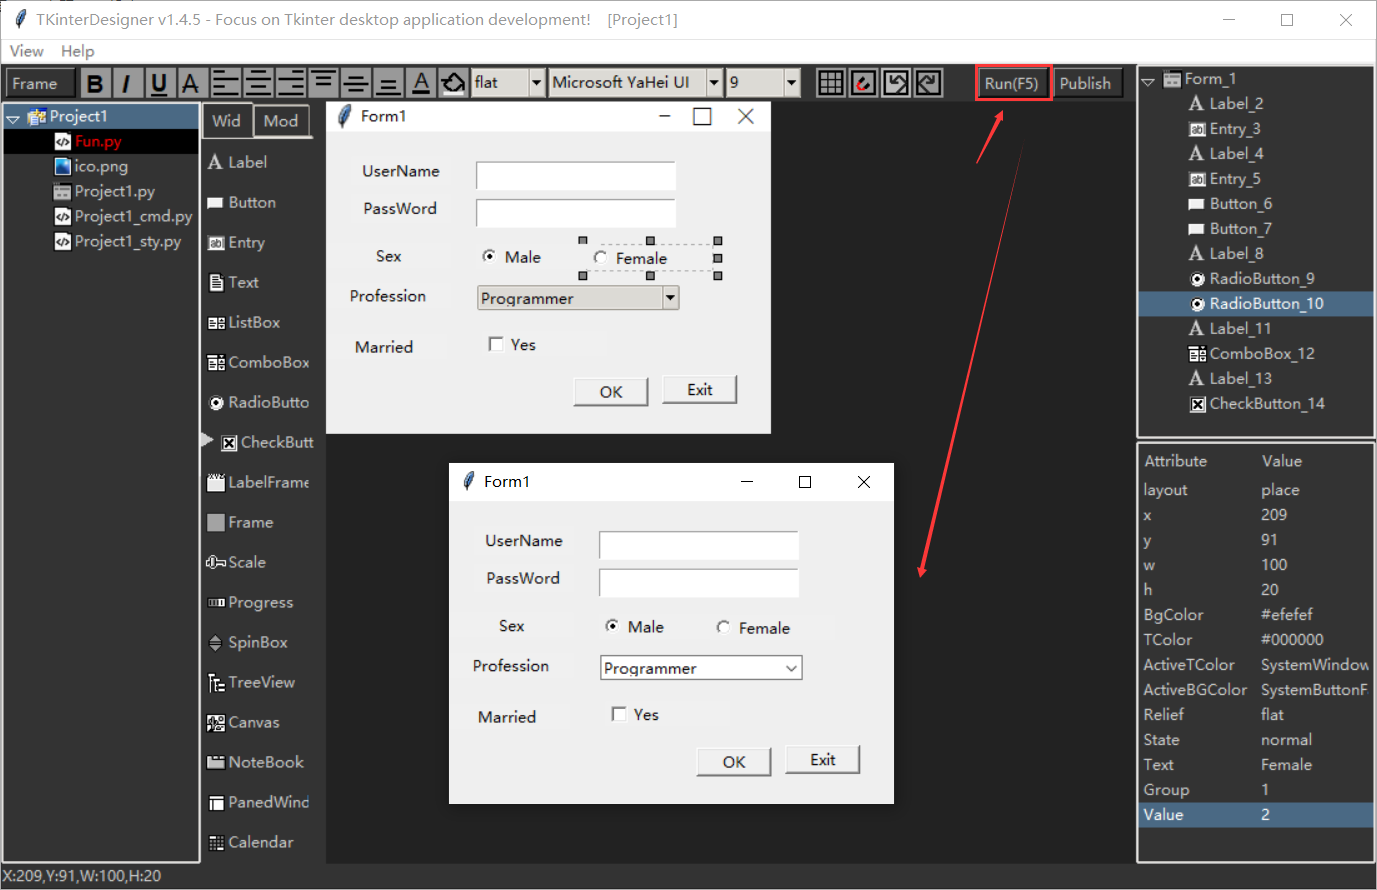 TKinterDesigner v1.4.5 - Focus on Tkinter desktop application development!    [Project1]
View Help
Frame B I U A A flat Microsoft YaHei UI 9 Run(F5) Publish
Project1
Fun.py
ico.png
Project1.py
Project1_cmd.py
Project1_sty.py
Wid Mod
Label
Button
Entry
Text
ListBox
ComboBox
RadioButto
CheckButt
LabelFrame
Frame
Scale
Progress
SpinBox
TreeView
Canvas
NoteBook
PanedWind
Calendar
Form1
UserName
PassWord
Sex Male Female
Profession Programmer
Married Yes
OK Exit
Form1
UserName
PassWord
Sex Male Female
Profession Programmer
Married Yes
OK Exit
Form_1
Label_2
Entry_3
Label_4
Entry_5
Button_6
Button_7
Label_8
RadioButton_9
RadioButton_10
Label_11
ComboBox_12
Label_13
CheckButton_14
Attribute Value
layout place
x 209
y 91
w 100
h 20
BgColor #efefef
TColor #000000
ActiveTColor SystemWindow
ActiveBGColor SystemButtonF
Relief flat
State normal
Text Female
Group 1
Value 2
X:209,Y:91,W:100,H:20